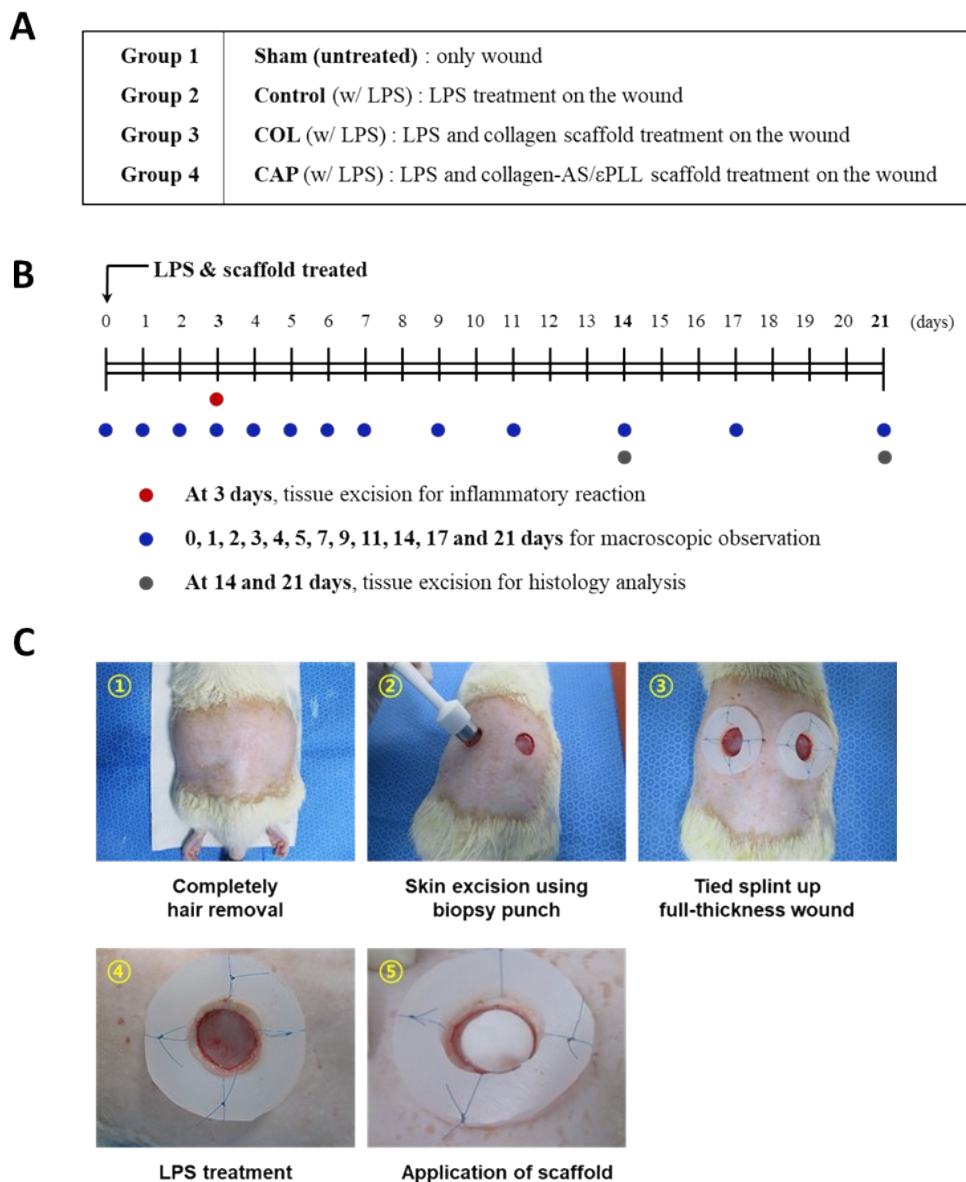 A
Group 1 Sham (untreated) : only wound
Group 2 Control (w/ LPS) : LPS treatment on the wound
Group 3 COL (w/ LPS) : LPS and collagen scaffold treatment on the wound
Group 4 CAP (w/ LPS) : LPS and collagen-AS/εPLL scaffold treatment on the wound
B
LPS & scaffold treated
0 1 2 3 4 5 6 7 8 9 10 11 12 13 14 15 16 17 18 19 20 21 (days)
At 3 days, tissue excision for inflammatory reaction
0, 1, 2, 3, 4, 5, 7, 9, 11, 14, 17 and 21 days for macroscopic observation
At 14 and 21 days, tissue excision for histology analysis
C
① ② ③
Completely
hair removal
Skin excision using
biopsy punch
Tied splint up
full-thickness wound
④ ⑤
LPS treatment
Application of scaffold